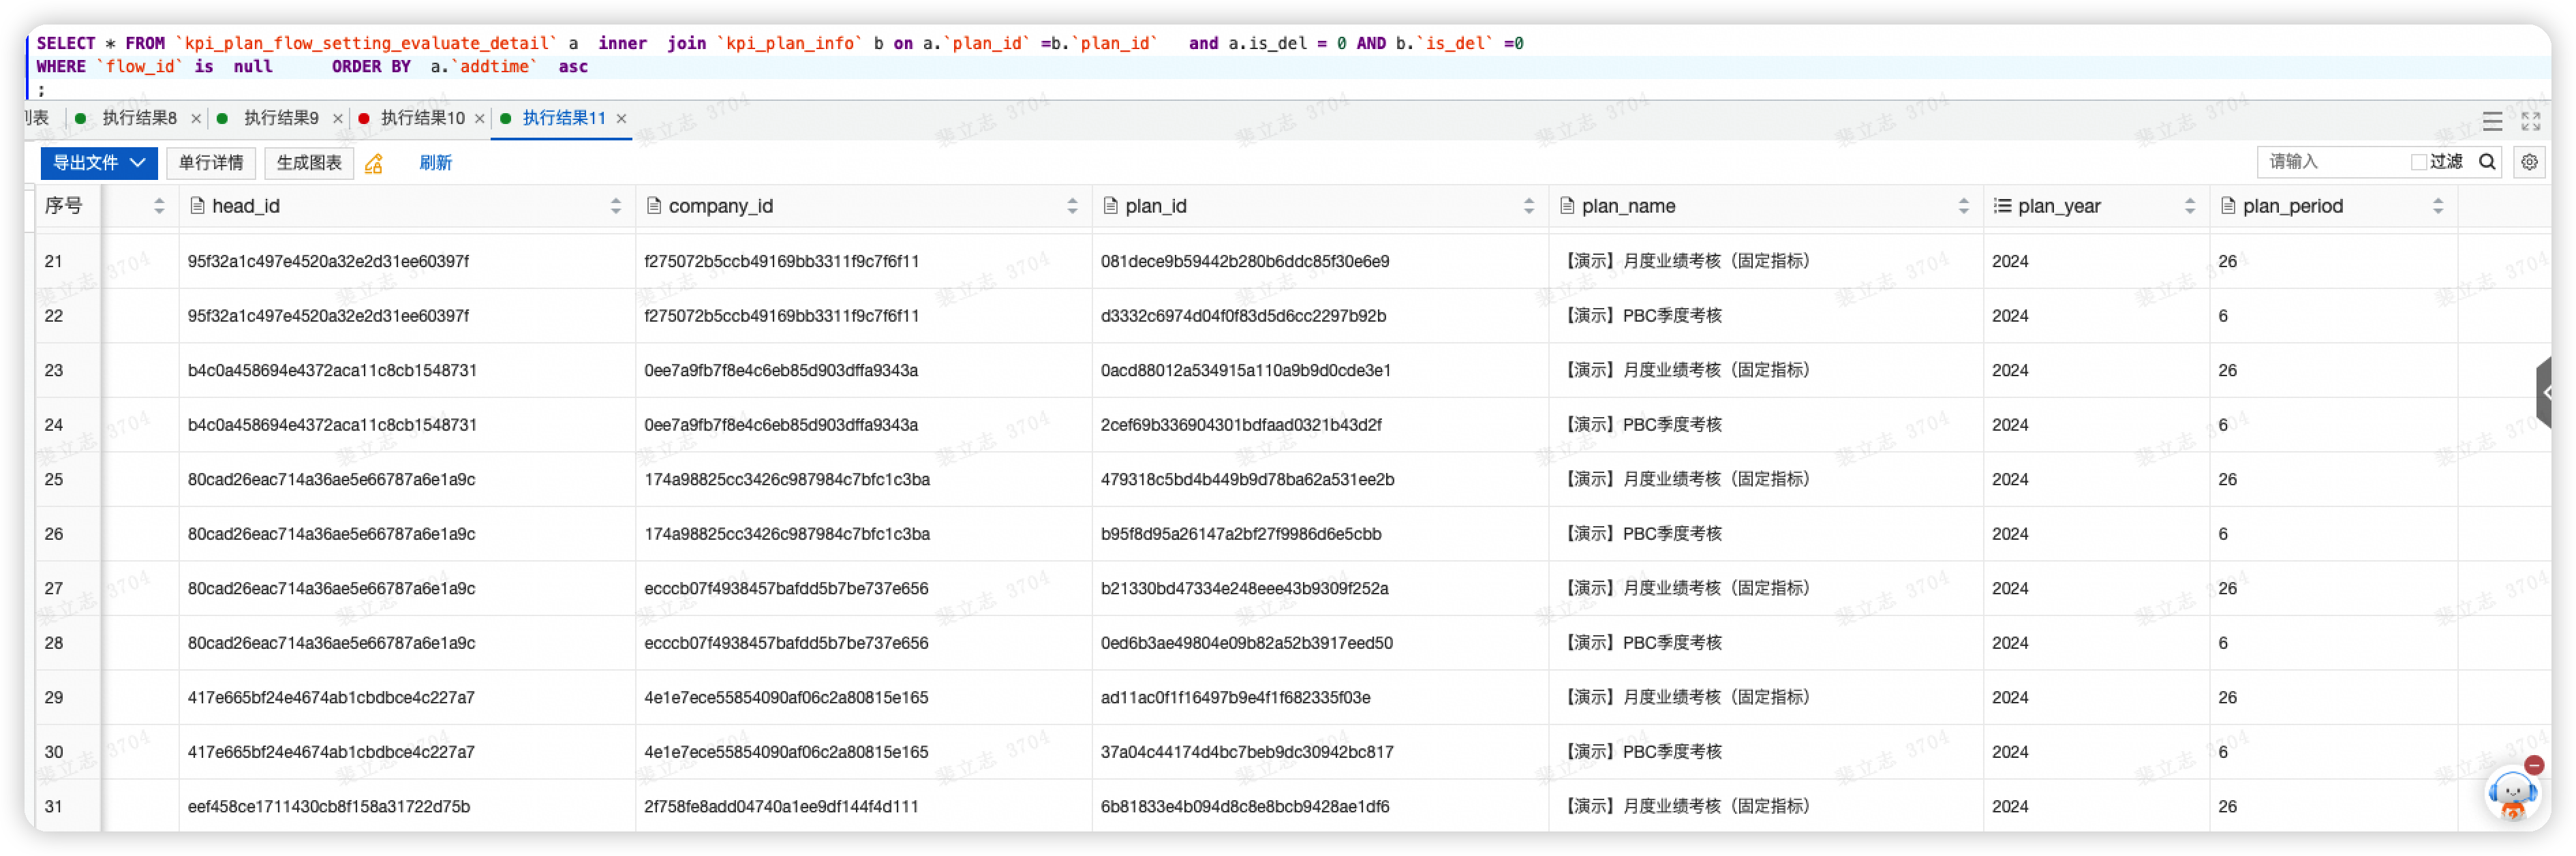 SELECT * FROM `kpi_plan_flow_setting_evaluate_detail` a  inner  join `kpi_plan_info` b on a.`plan_id` =b.`plan_id`   and a.is_del = 0 AND b.`is_del` =0
WHERE `flow_id` is  null      ORDER BY  a.`addtime`  asc
;
列表 执行结果8 × 执行结果9 × 执行结果10 × 执行结果11 ×
导出文件 单行详情 生成图表 刷新 请输入 过滤
序号 head_id company_id plan_id plan_name plan_year plan_period
21 95f32a1c497e4520a32e2d31ee60397f f275072b5ccb49169bb3311f9c7f6f11 081dece9b59442b280b6ddc85f30e6e9 【演示】月度业绩考核（固定指标） 2024 26
22 95f32a1c497e4520a32e2d31ee60397f f275072b5ccb49169bb3311f9c7f6f11 d3332c6974d04f0f83d5d6cc2297b92b 【演示】PBC季度考核 2024 6
23 b4c0a458694e4372aca11c8cb1548731 0ee7a9fb7f8e4c6eb85d903dffa9343a 0acd88012a534915a110a9b9d0cde3e1 【演示】月度业绩考核（固定指标） 2024 26
24 b4c0a458694e4372aca11c8cb1548731 0ee7a9fb7f8e4c6eb85d903dffa9343a 2cef69b336904301bdfaad0321b43d2f 【演示】PBC季度考核 2024 6
25 80cad26eac714a36ae5e66787a6e1a9c 174a98825cc3426c987984c7bfc1c3ba 479318c5bd4b449b9d78ba62a531ee2b 【演示】月度业绩考核（固定指标） 2024 26
26 80cad26eac714a36ae5e66787a6e1a9c 174a98825cc3426c987984c7bfc1c3ba b95f8d95a26147a2bf27f9986d6e5cbb 【演示】PBC季度考核 2024 6
27 80cad26eac714a36ae5e66787a6e1a9c ecccb07f4938457bafdd5b7be737e656 b21330bd47334e248eee43b9309f252a 【演示】月度业绩考核（固定指标） 2024 26
28 80cad26eac714a36ae5e66787a6e1a9c ecccb07f4938457bafdd5b7be737e656 0ed6b3ae49804e09b82a52b3917eed50 【演示】PBC季度考核 2024 6
29 417e665bf24e4674ab1cbdbce4c227a7 4e1e7ece55854090af06c2a80815e165 ad11ac0f1f16497b9e4f1f682335f03e 【演示】月度业绩考核（固定指标） 2024 26
30 417e665bf24e4674ab1cbdbce4c227a7 4e1e7ece55854090af06c2a80815e165 37a04c44174d4bc7beb9dc30942bc817 【演示】PBC季度考核 2024 6
31 eef458ce1711430cb8f158a31722d75b 2f758fe8add04740a1ee9df144f4d111 6b81833e4b094d8c8e8bcb9428ae1df6 【演示】月度业绩考核（固定指标） 2024 26
裴立志 3704